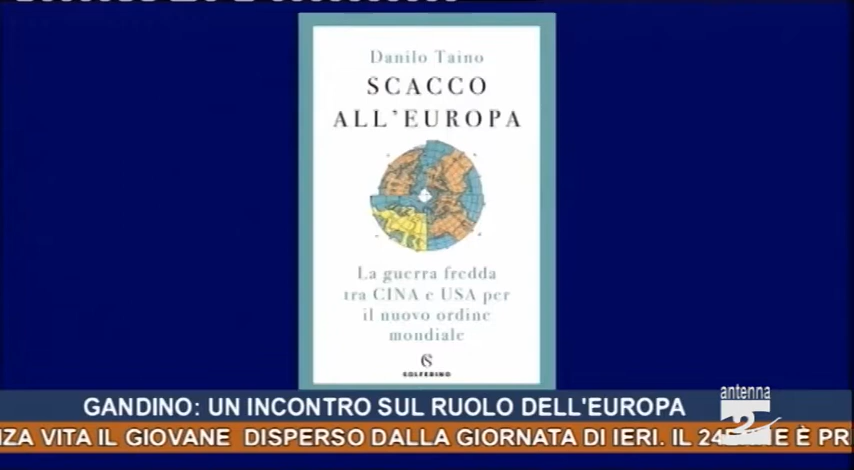 Danilo Taino
SCACCO
ALL'EUROPA
La guerra fredda
tra CINA e USA per
il nuovo ordine
mondiale
SOLFERINO
GANDINO: UN INCONTRO SUL RUOLO DELL'EUROPA
antenna
2
VITA IL GIOVANE DISPERSO DALLA GIORNATA DI IERI. IL È